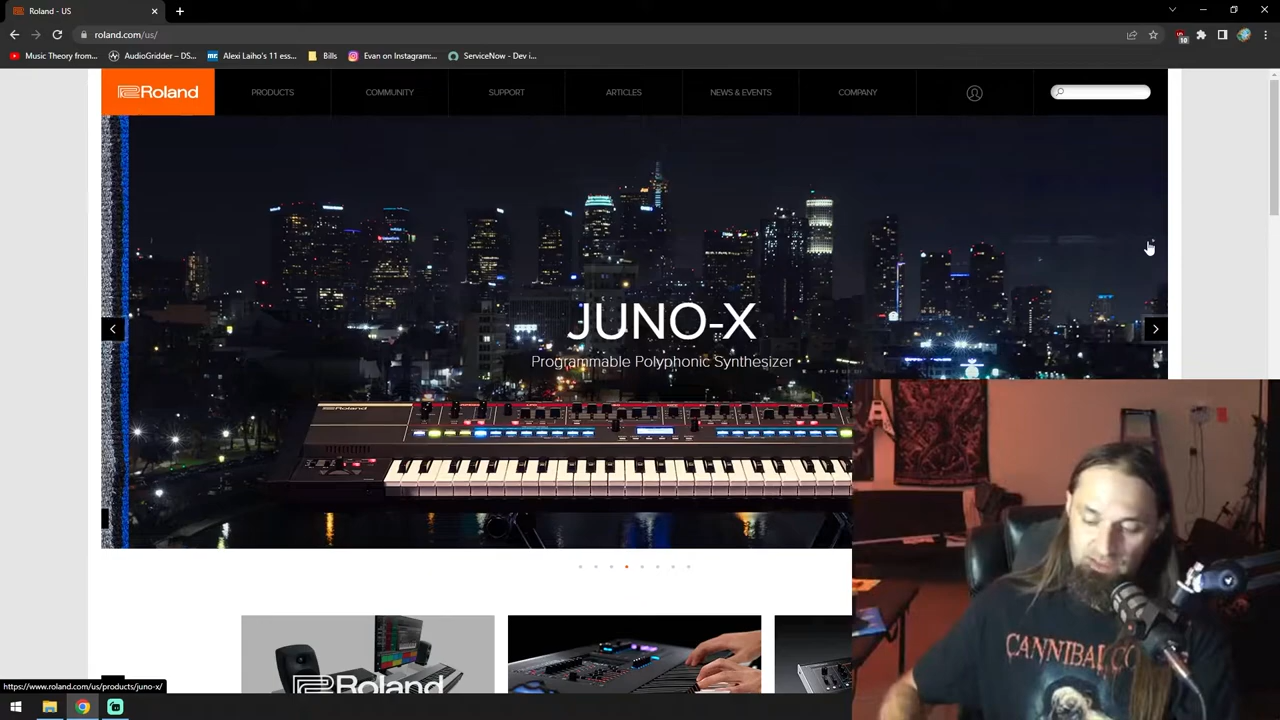 Roland - US
roland.com/us/
10
Music Theory from...
AudioGridder – DS...
Alexi Laiho's 11 ess...
Bills
Evan on Instagram:...
ServiceNow - Dev i...
Roland
PRODUCTS
COMMUNITY
SUPPORT
ARTICLES
NEWS & EVENTS
COMPANY
JUNO-X
Programmable Polyphonic Synthesizer
Roland
Roland
CANNIBAL CO
https://www.roland.com/us/products/juno-x/